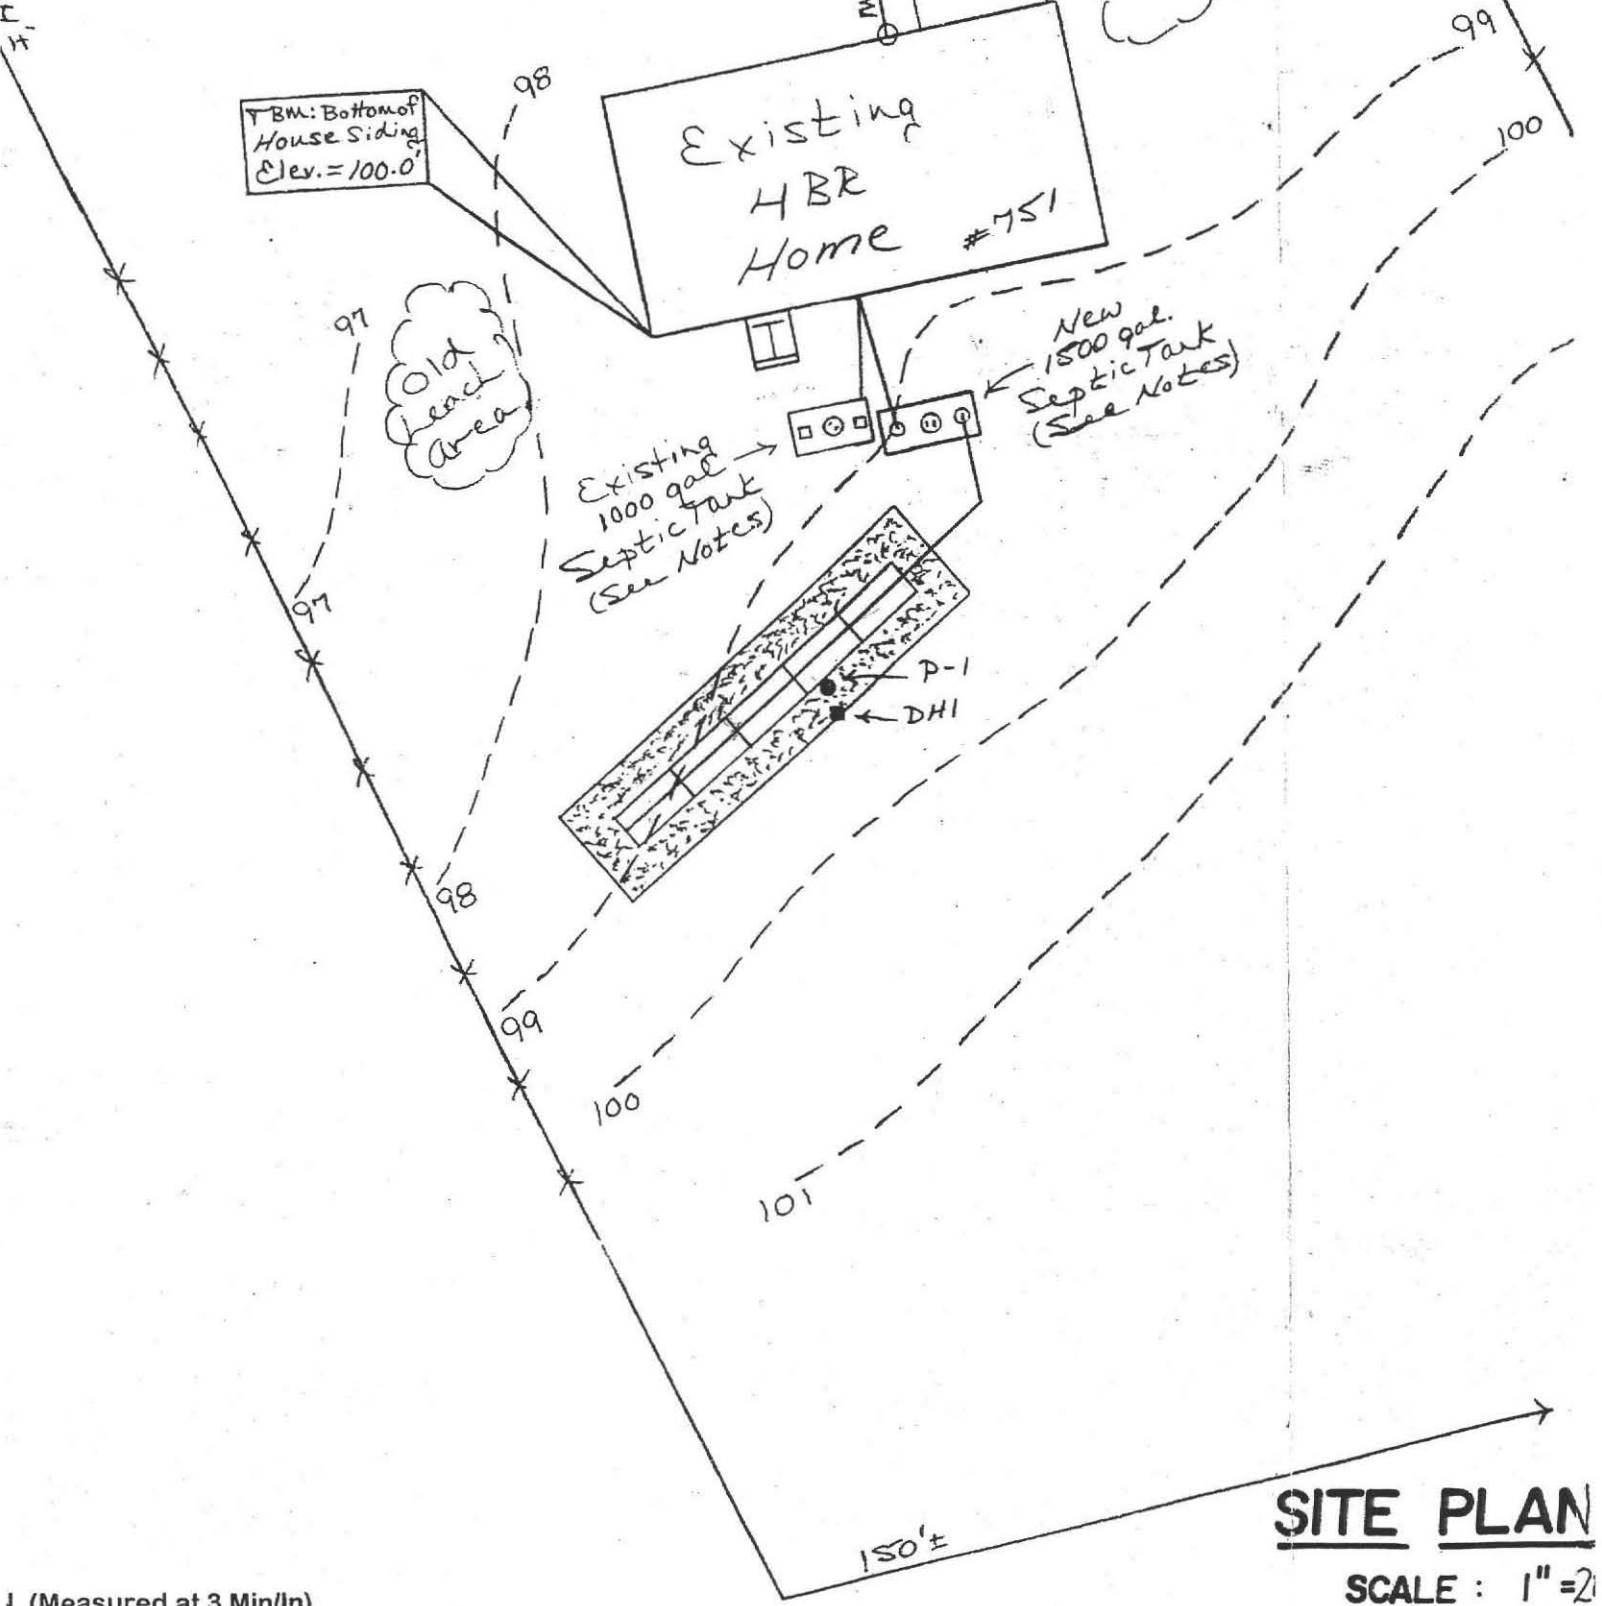 98
99
100
TBM: Bottom of
House Siding
Elev. = 100.0'
Existing
4BR
Home #751
97
Old
Leach
area
New
1500 gal.
Septic Tank
(See Notes)
Existing
1000 gal
Septic Tank
(See Notes)
97
P-1
DH1
98
99
100
101
150'±
SITE PLAN
SCALE : 1"=2
(Measured at 3 Min/In)